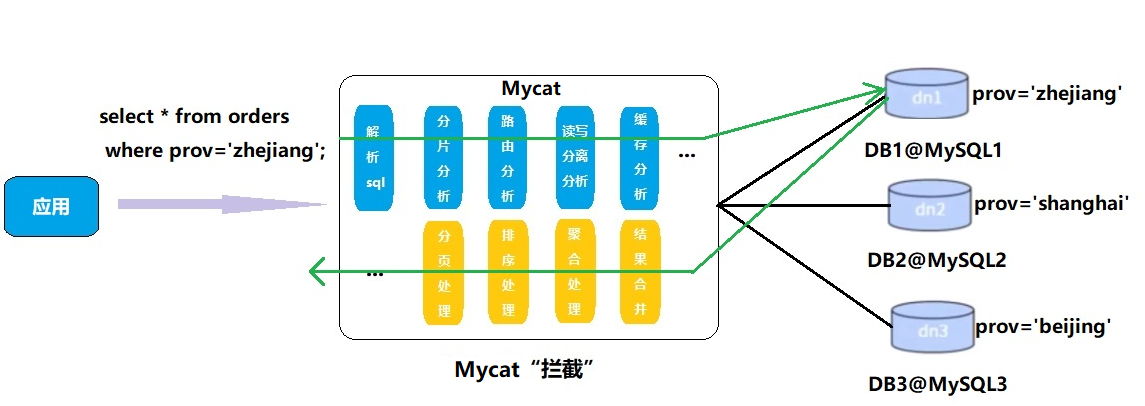 Mycat
select * from orders
where prov='zhejiang';
应用
解析sql
分片分析
路由分析
读写分离分析
缓存分析
...
...
分页处理
排序处理
聚合处理
结果合并
Mycat“拦截”
dn1
prov='zhejiang'
DB1@MySQL1
dn2
prov='shanghai'
DB2@MySQL2
dn3
prov='beijing'
DB3@MySQL3